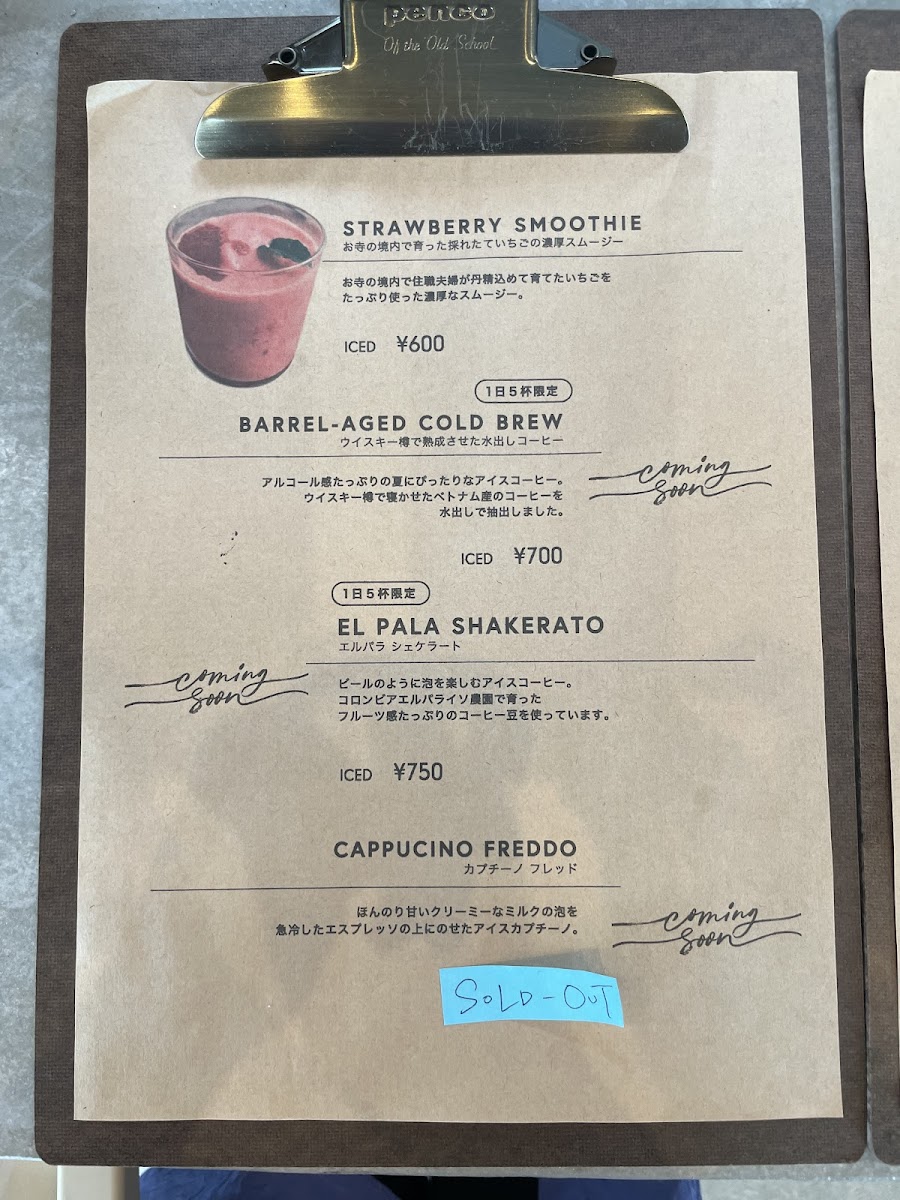 penco
Of the Old School
STRAWBERRY SMOOTHIE
お寺の境内で育った採れたていちごの濃厚スムージー
お寺の境内で住職夫婦が丹精込めて育てたいちごを
たっぷり使った濃厚なスムージー。
ICED ¥600
1日5杯限定
BARREL-AGED COLD BREW
ウイスキー樽で熟成させた水出しコーヒー
アルコール感たっぷりの夏にぴったりなアイスコーヒー。
ウイスキー樽で寝かせたベトナム産のコーヒーを
水出しで抽出しました。
coming
soon
ICED ¥700
1日5杯限定
EL PALA SHAKERATO
エルパラ シェケラート
coming
soon
ビールのように泡を楽しむアイスコーヒー。
コロンビアエルパライソ農園で育った
フルーツ感たっぷりのコーヒー豆を使っています。
ICED ¥750
CAPPUCINO FREDDO
カプチーノ フレッド
ほんのり甘いクリーミーなミルクの泡を
急冷したエスプレッソの上にのせたアイスカプチーノ。
coming
soon
SOLD-OUT